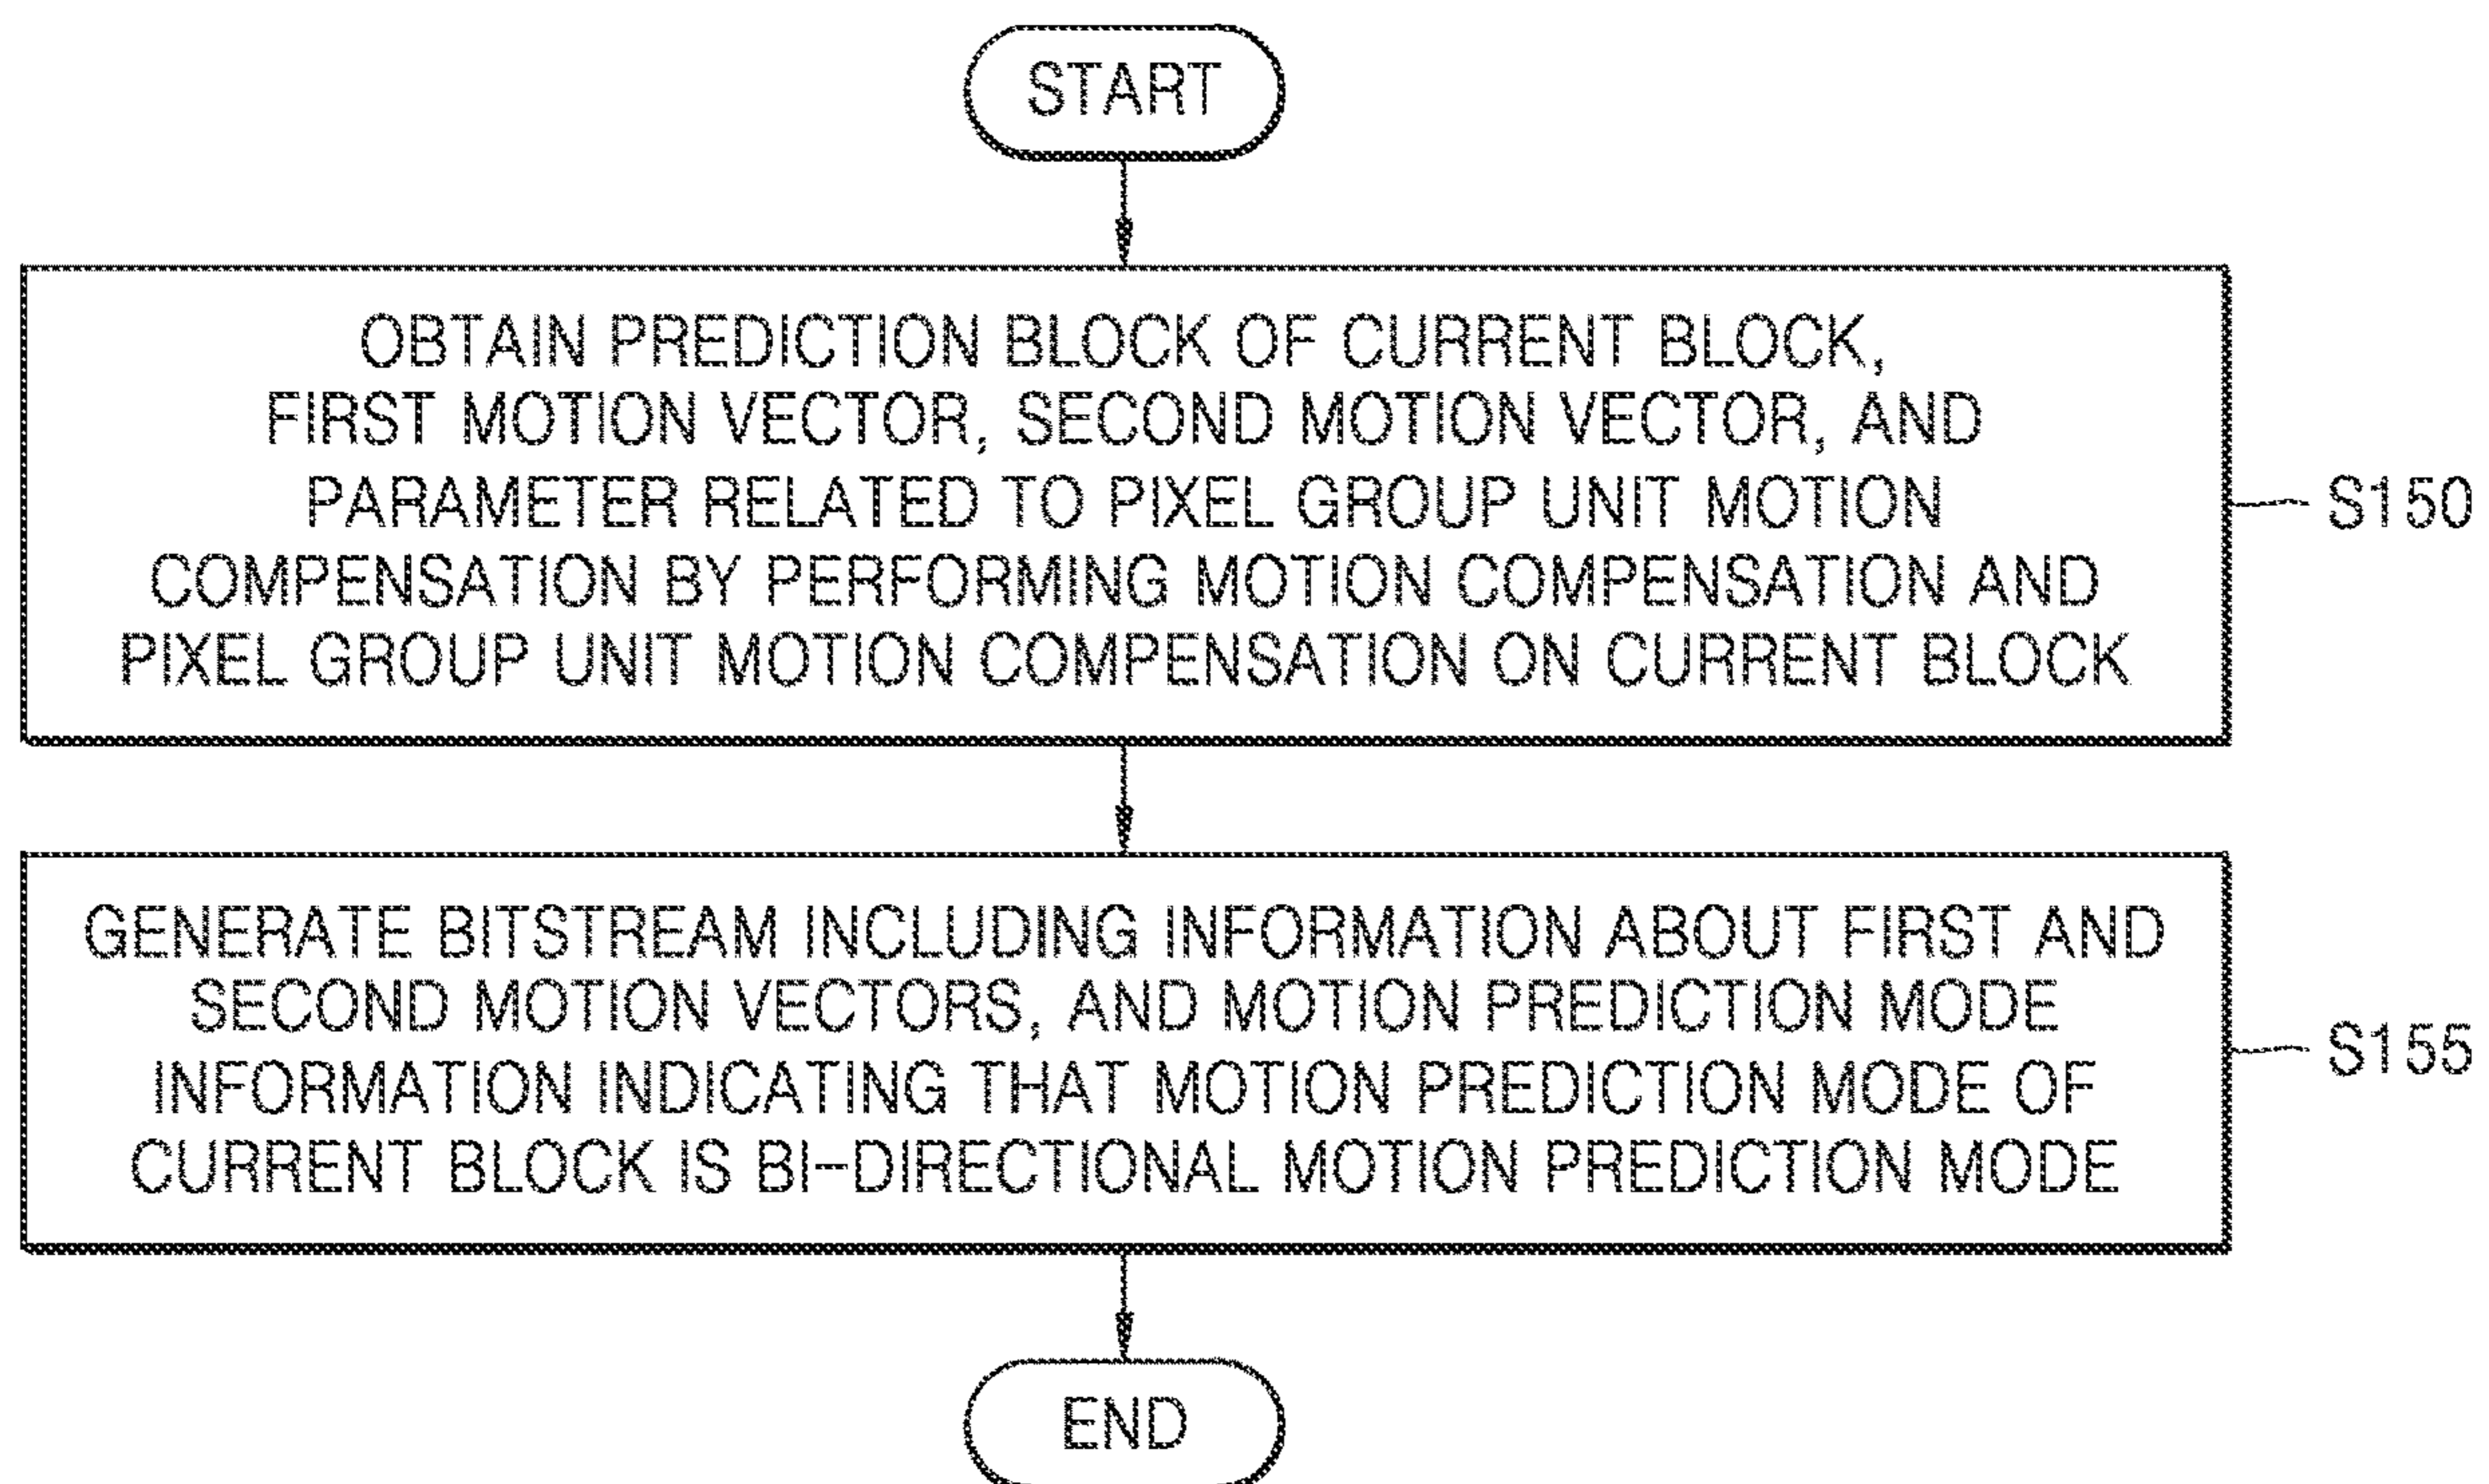 START
OBTAIN PREDICTION BLOCK OF CURRENT BLOCK,
FIRST MOTION VECTOR, SECOND MOTION VECTOR, AND
PARAMETER RELATED TO PIXEL GROUP UNIT MOTION
COMPENSATION BY PERFORMING MOTION COMPENSATION AND
PIXEL GROUP UNIT MOTION COMPENSATION ON CURRENT BLOCK
S150
GENERATE BITSTREAM INCLUDING INFORMATION ABOUT FIRST AND
SECOND MOTION VECTORS, AND MOTION PREDICTION MODE
INFORMATION INDICATING THAT MOTION PREDICTION MODE OF
CURRENT BLOCK IS BI-DIRECTIONAL MOTION PREDICTION MODE
S155
END